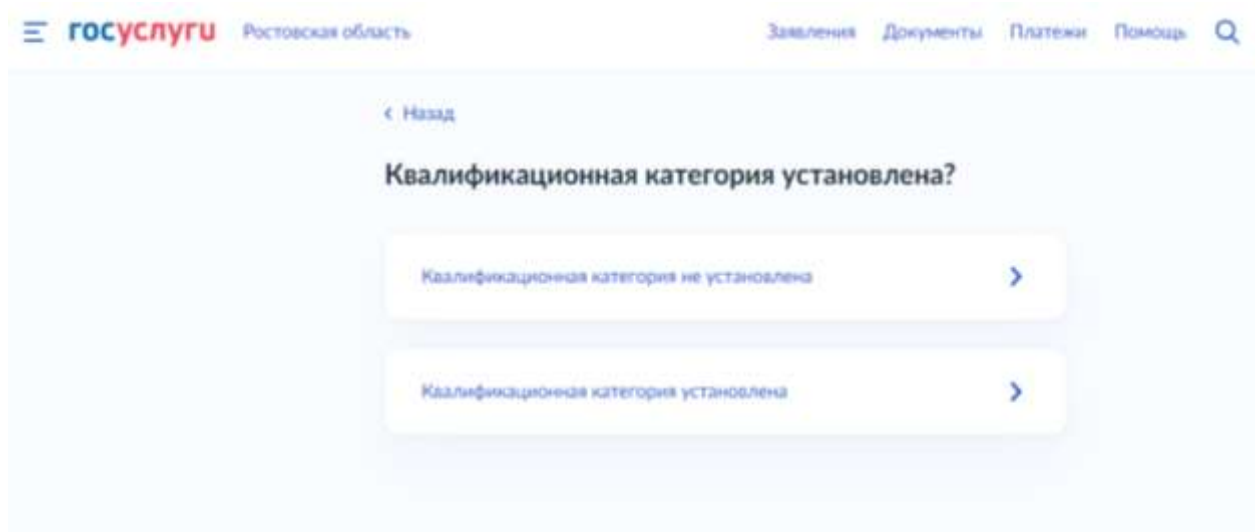 госуслуги Ростовская область Заявления Документы Платежи Помощь
Назад
Квалификационная категория установлена?
Квалификационная категория не установлена
Квалификационная категория установлена